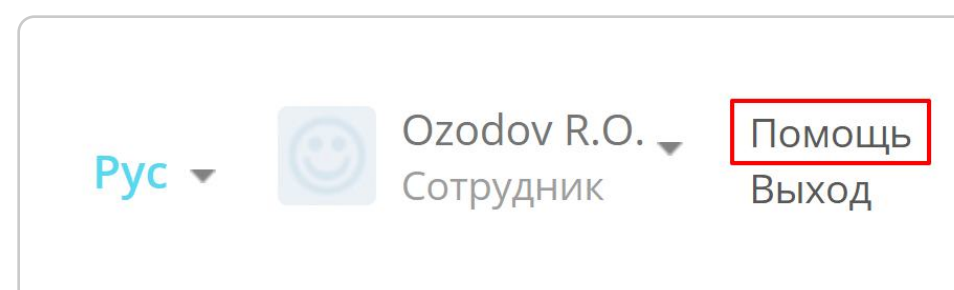 Рус
Ozodov R.O.
Сотрудник
Помощь
Выход